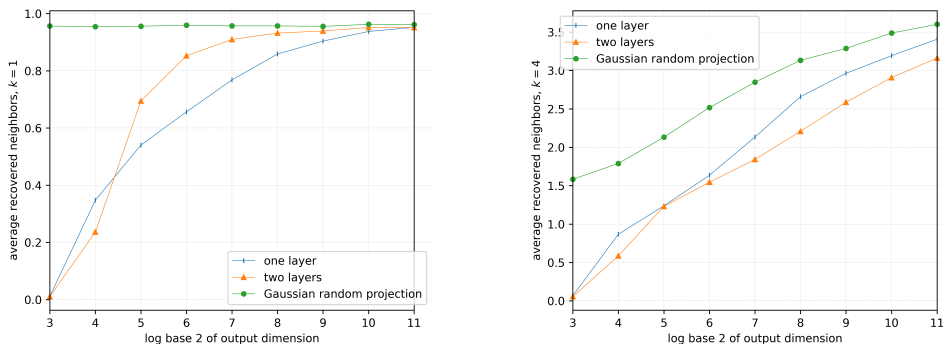 1.0
0.8
0.6
0.4
0.2
0.0
average recovered neighbors, k = 1
one layer
two layers
Gaussian random projection
3 4 5 6 7 8 9 10 11
log base 2 of output dimension
3.5
3.0
2.5
2.0
1.5
1.0
0.5
0.0
average recovered neighbors, k = 4
one layer
two layers
Gaussian random projection
3 4 5 6 7 8 9 10 11
log base 2 of output dimension